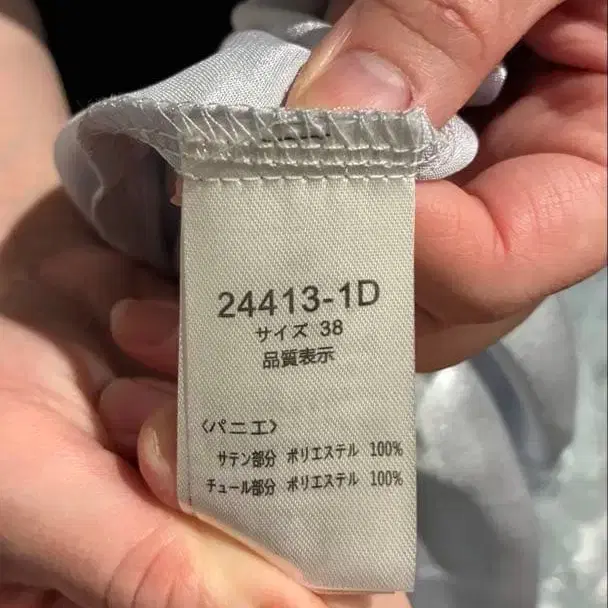 24413-1D
サイズ 38
品質表示
〈パニエ〉
サテン部分 ポリエステル 100%
チュール部分 ポリエステル 100%